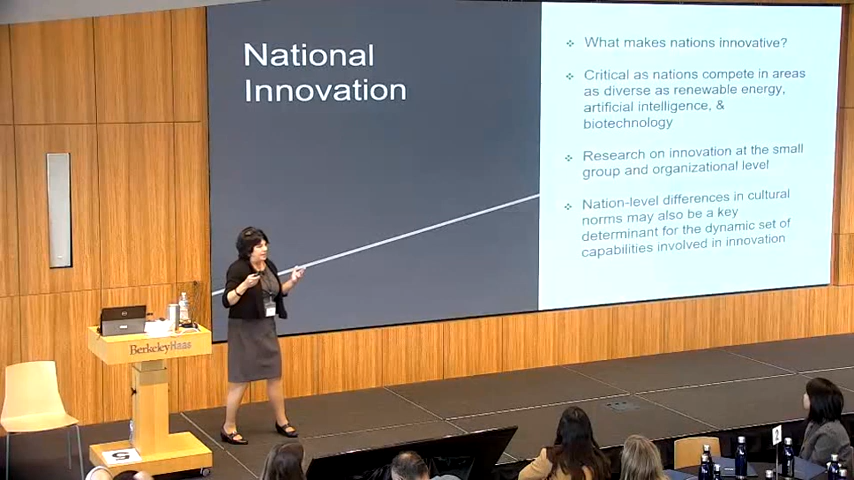 National
Innovation
What makes nations innovative?
Critical as nations compete in areas
as diverse as renewable energy,
artificial intelligence, &
biotechnology
Research on innovation at the small
group and organizational level
Nation-level differences in cultural
norms may also be a key
determinant for the dynamic set of
capabilities involved in innovation
BerkeleyHaas